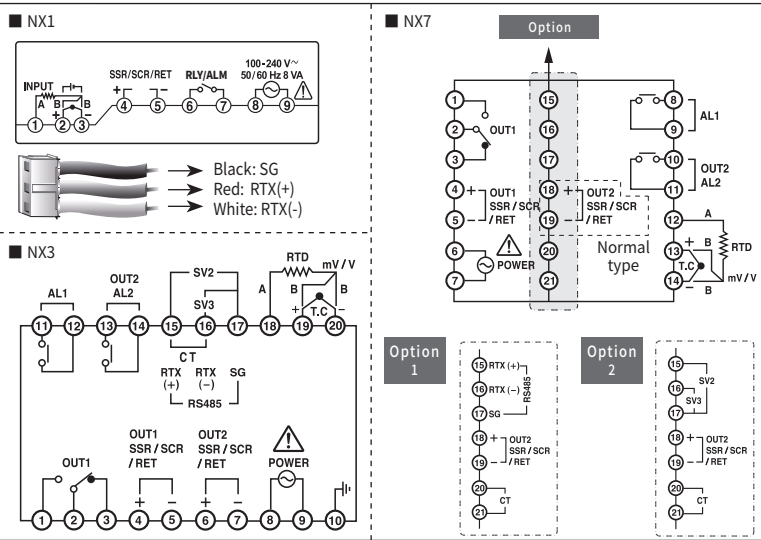 ■ NX1
INPUT
A B B
+ −
SSR/SCR/RET
+ −
RLY/ALM
100-240 V~
50/60 Hz 8 VA
1 2 3 4 5 6 7 8 9
Black: SG
Red: RTX(+)
White: RTX(-)
■ NX3
AL1
OUT2
AL2
SV2
SV3
RTD
mV / V
A B B
+ T.C −
11 12 13 14 15 16 17 18 19 20
CT
RTX RTX SG
(+) (−)
RS485
OUT1
OUT1
SSR / SCR
/ RET
+ −
OUT2
SSR / SCR
/ RET
+ −
POWER
1 2 3 4 5 6 7 8 9 10
■ NX7
Option
1 15 8
2 OUT1 16 AL1
9
3 17 10
OUT2
AL2
4 + OUT1 18 + OUT2 11
SSR / SCR SSR / SCR
5 − / RET 19 − / RET 12 A
6 20 Normal 13 + B RTD
POWER type T.C
7 21 14 − B mV / V
Option
1
15 RTX (+)
16 RTX (−)
RS485
17 SG
18 + OUT2
SSR / SCR
19 − / RET
20
CT
21
Option
2
15
SV2
16
SV3
17
18 + OUT2
SSR / SCR
19 − / RET
20
CT
21